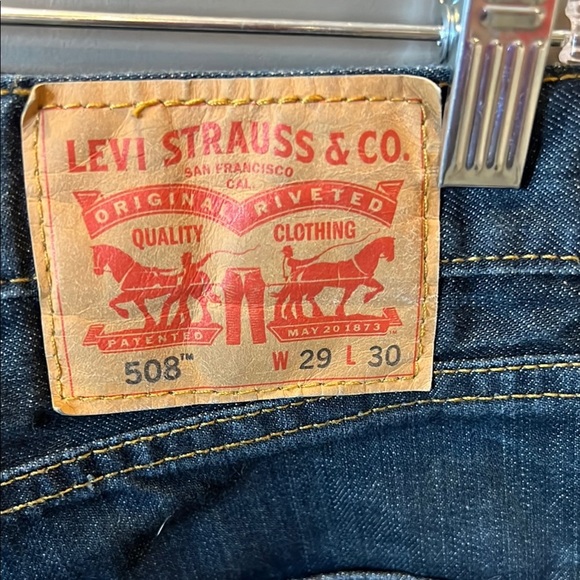 LEVI STRAUSS & CO.
SAN FRANCISCO
CAL.
ORIGINAL RIVETED
QUALITY CLOTHING
PATENTED MAY 20 1873
508™ W 29 L 30